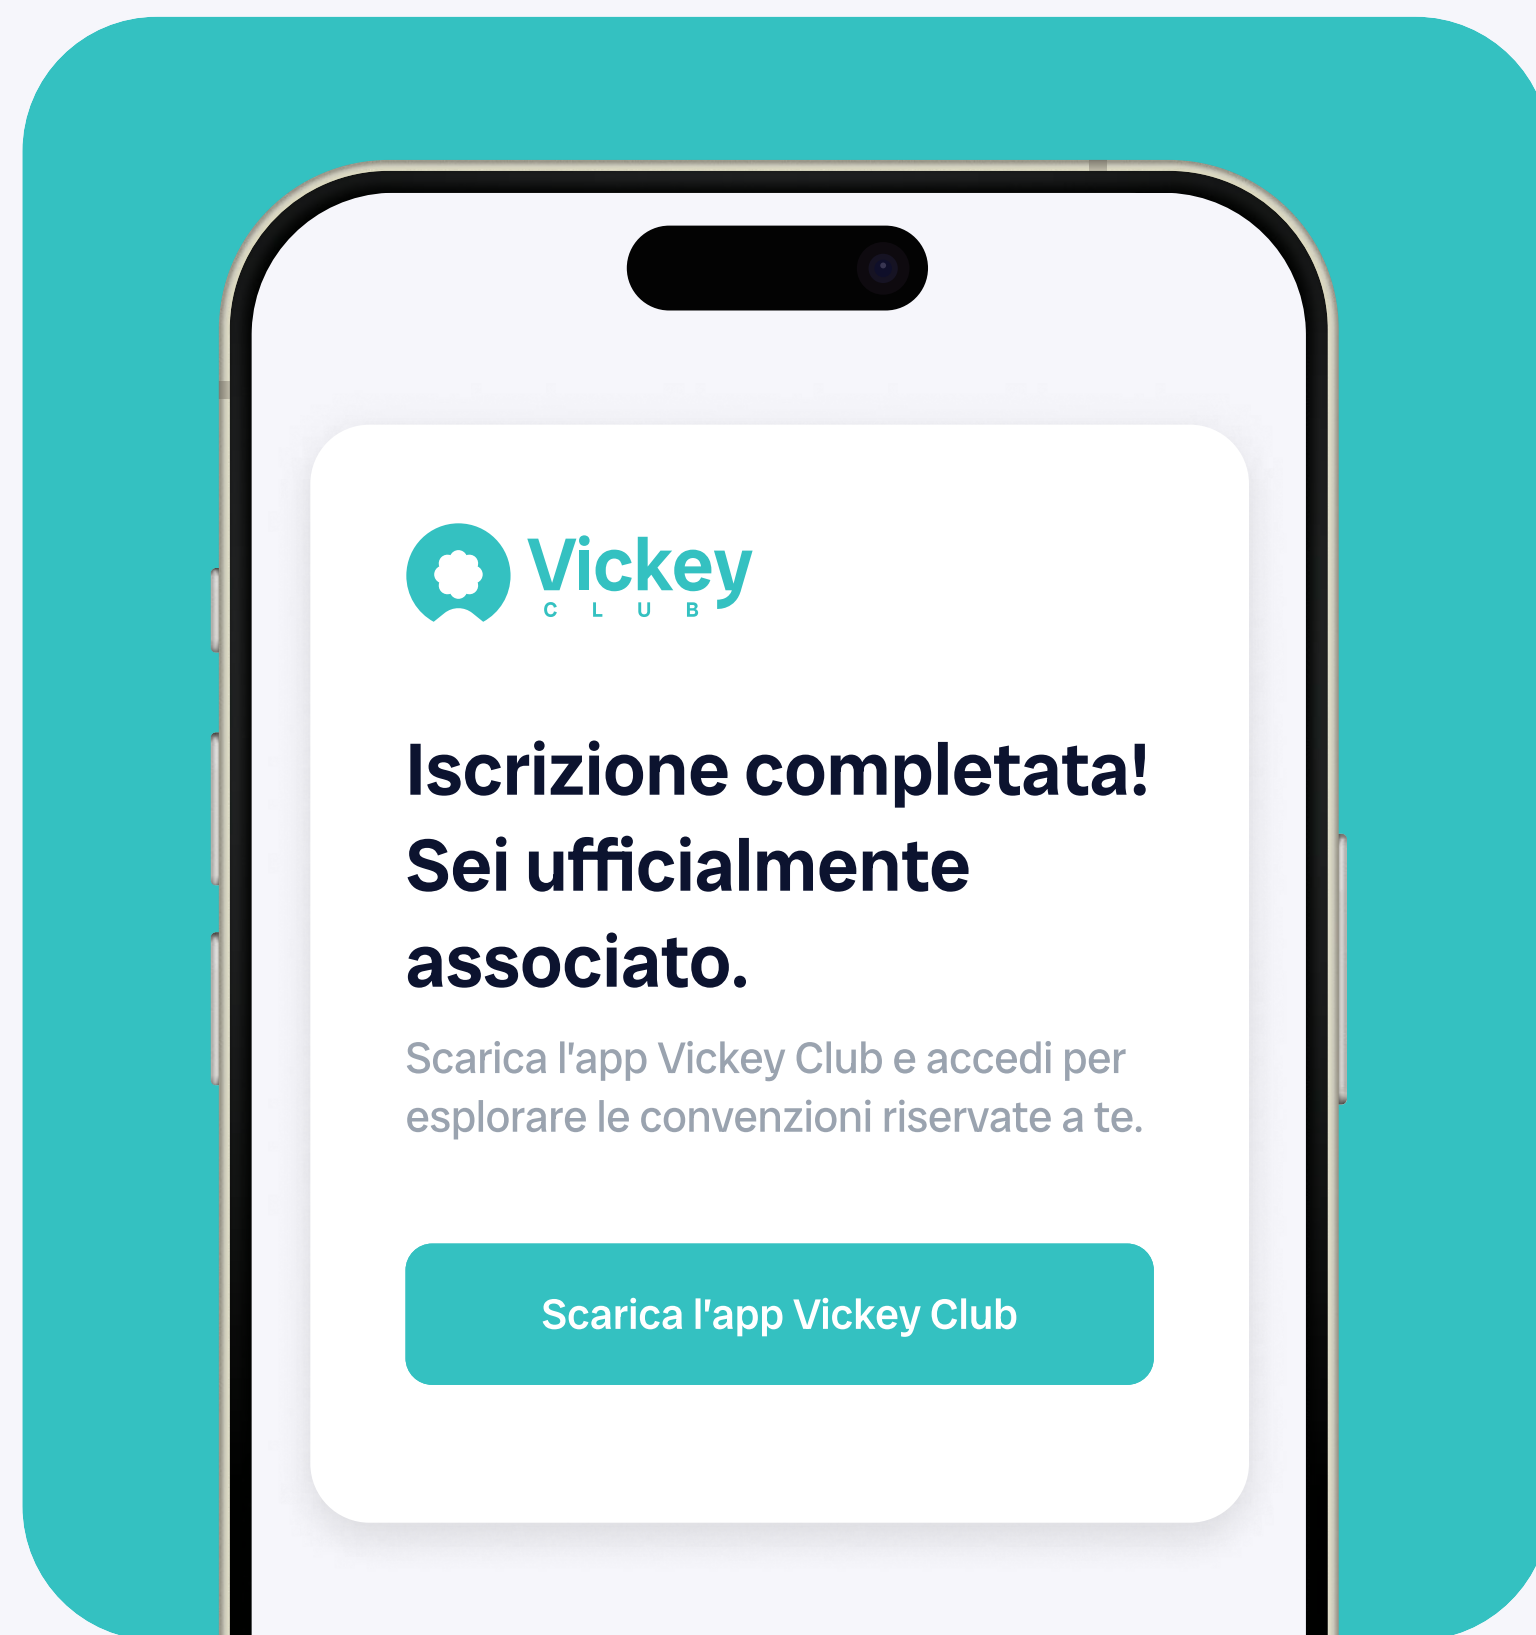 Vickey
CLUB
Iscrizione completata!
Sei ufficialmente
associato.
Scarica l'app Vickey Club e accedi per
esplorare le convenzioni riservate a te.
Scarica l'app Vickey Club